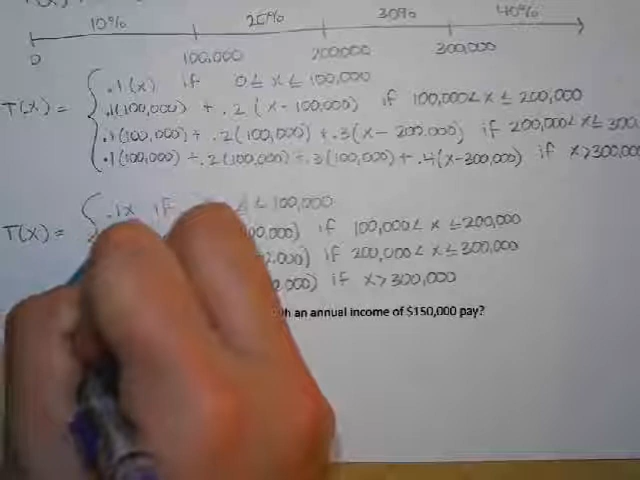 T(x)
10% 20% 30% 40%
0 100,000 200,000 300,000
.1(x) if 0 ≤ x ≤ 100,000
T(x) = .1(100,000) + .2 (x - 100,000) if 100,000 < x ≤ 200,000
.1(100,000) + .2(100,000) + .3(x - 200,000) if 200,000 < x ≤ 300,
.1(100,000) + .2(100,000) + .3(100,000) + .4(x-300,000) if x > 300,000
.1x if ≤ 100,000
T(x) = 00,000) if 100,000 < x ≤ 200,000
if 200,000 < x ≤ 300,000
,000) if x > 300,000
an annual income of $150,000 pay?